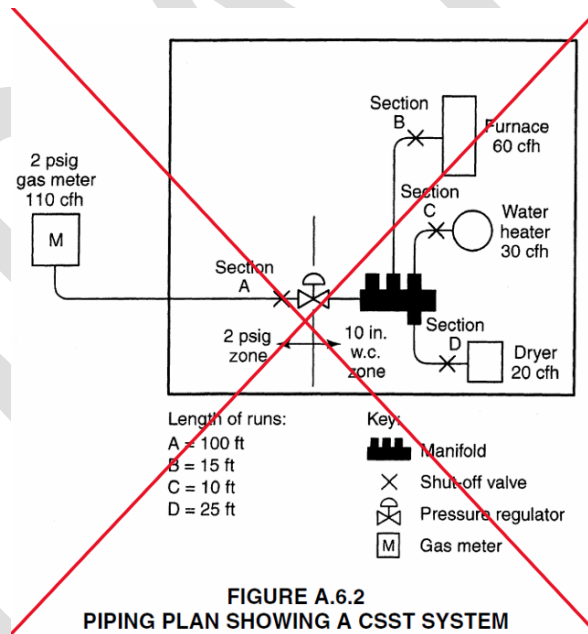 Section
B
Furnace
60 cfh
2 psig
gas meter
110 cfh
Section
C
Water
heater
30 cfh
M
Section
A
2 psig
zone
10 in.
w.c.
zone
Section
D
Dryer
20 cfh
Length of runs:
A = 100 ft
B = 15 ft
C = 10 ft
D = 25 ft
Key:
Manifold
Shut-off valve
Pressure regulator
M Gas meter
FIGURE A.6.2
PIPING PLAN SHOWING A CSST SYSTEM